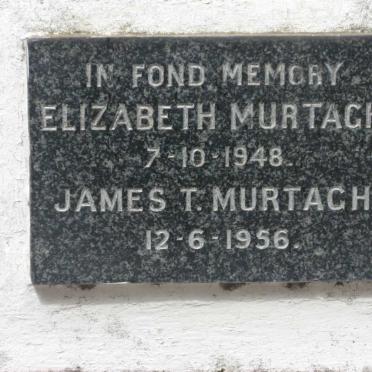 IN FOND MEMORY
ELIZABETH MURTAGH
7-10-1948.
JAMES T. MURTAGH
12-6-1956.